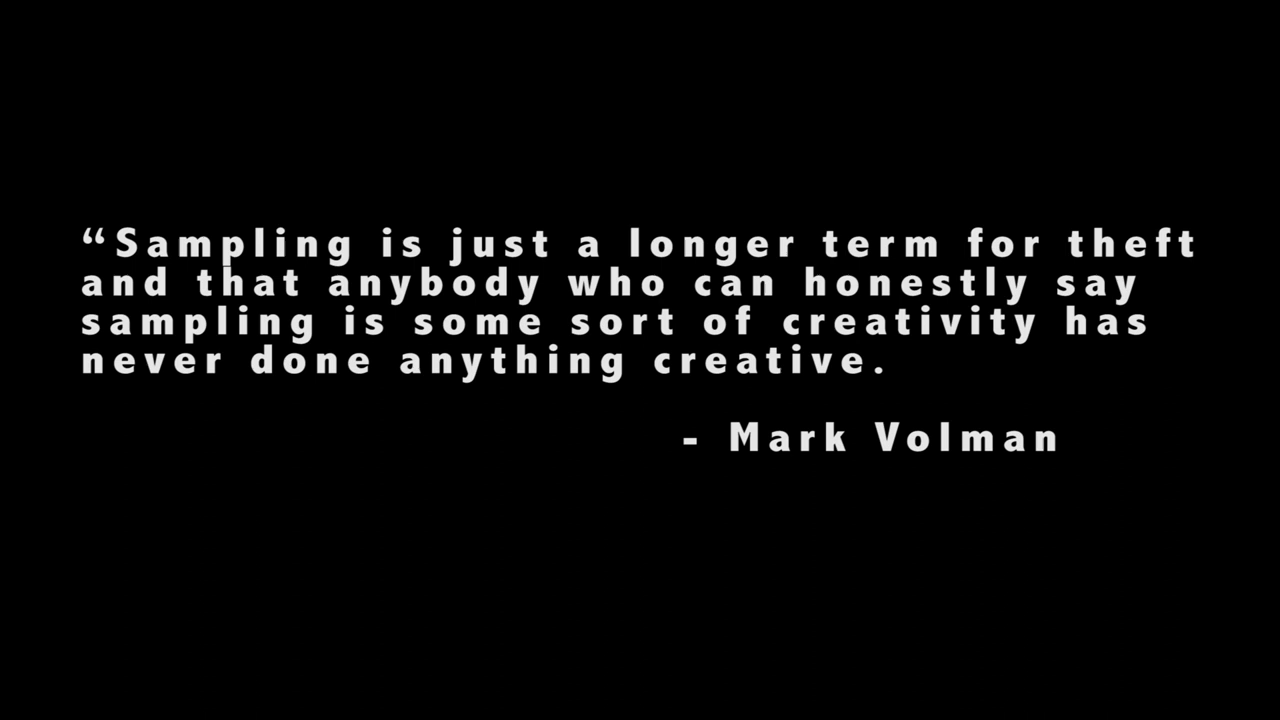 “Sampling is just a longer term for theft
and that anybody who can honestly say
sampling is some sort of creativity has
never done anything creative.
- Mark Volman